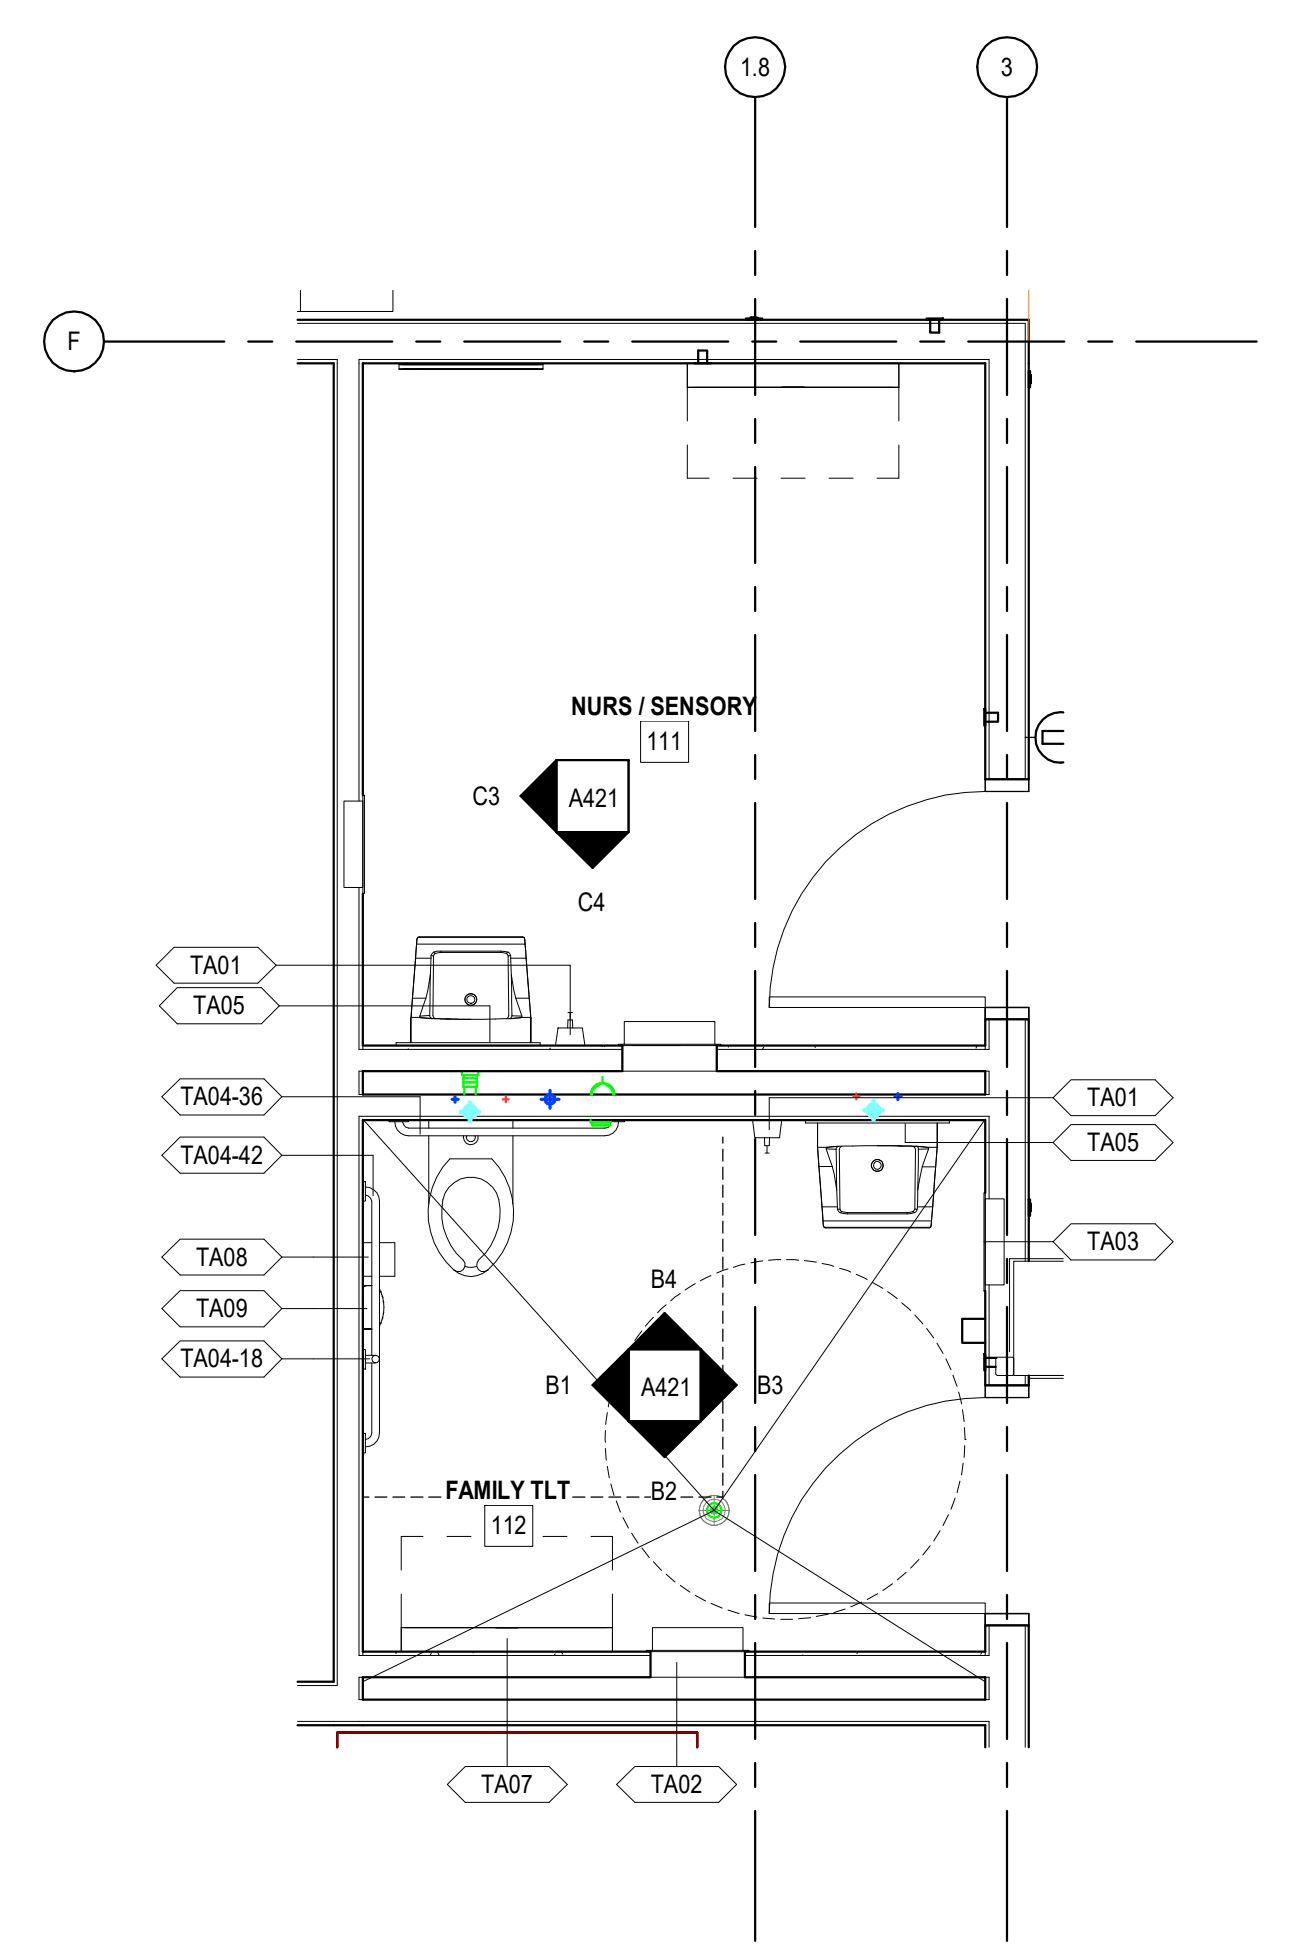 1.8
3
F
NURS / SENSORY
111
C3
A421
C4
TA01
TA05
TA04-36
TA01
TA04-42
TA05
TA08
TA03
B4
TA09
TA04-18
B1
A421
B3
FAMILY TLT
B2
112
TA07
TA02